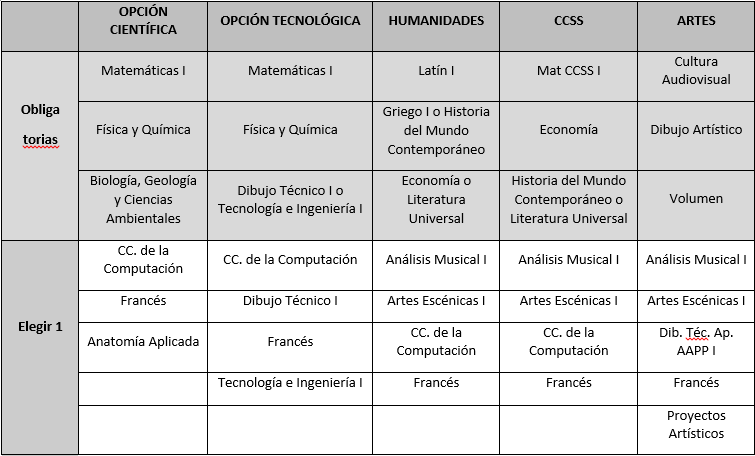 OPCIÓN
CIENTÍFICA
OPCIÓN TECNOLÓGICA
HUMANIDADES
CCSS
ARTES
Obliga
torias
Matemáticas I
Matemáticas I
Latín I
Mat CCSS I
Cultura
Audiovisual
Física y Química
Física y Química
Griego I o Historia
del Mundo
Contemporáneo
Economía
Dibujo Artístico
Biología, Geología
y Ciencias
Ambientales
Dibujo Técnico I o
Tecnología e Ingeniería I
Economía o
Literatura
Universal
Historia del Mundo
Contemporáneo o
Literatura Universal
Volumen
Elegir 1
CC. de la
Computación
CC. de la Computación
Análisis Musical I
Análisis Musical I
Análisis Musical I
Francés
Dibujo Técnico I
Artes Escénicas I
Artes Escénicas I
Artes Escénicas I
Anatomía Aplicada
Francés
CC. de la
Computación
CC. de la
Computación
Dib. Téc. Ap.
AAPP I
Tecnología e Ingeniería I
Francés
Francés
Francés
Proyectos
Artísticos